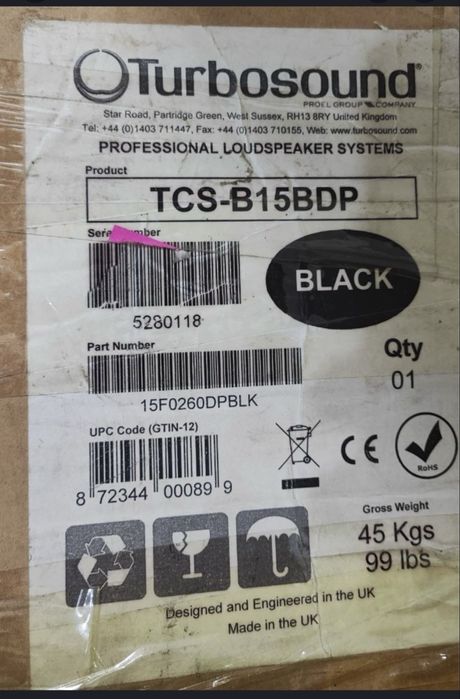 Turbosound®
PROEL GROUP COMPANY
Star Road, Partridge Green, West Sussex, RH13 8RY United Kingdom
Tel: +44 (0)1403 711447, Fax: +44 (0)1403 710155, Web: www.turbosound.com
PROFESSIONAL LOUDSPEAKER SYSTEMS
Product
TCS-B15BDP
BLACK
5280118
Part Number
15F0260DPBLK
Qty
01
UPC Code (GTIN-12)
8 72344 00089 9
CE
RoHS
Gross Weight
45 Kgs
99 lbs
Designed and Engineered in the UK
Made in the UK